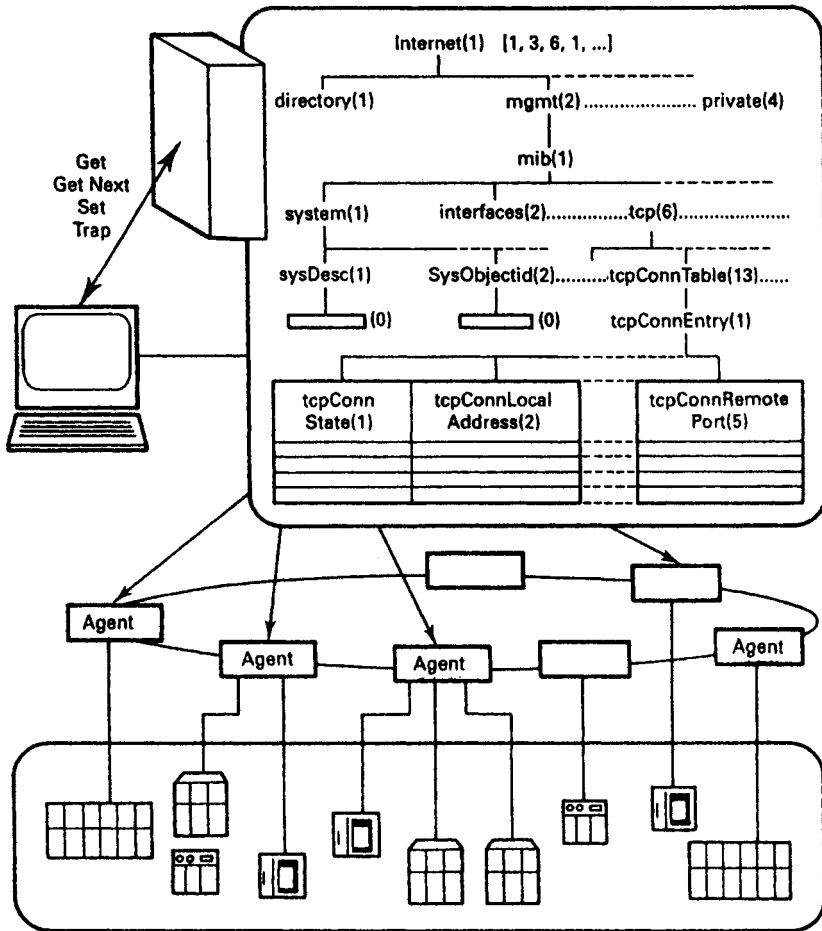 Internet(1) [1, 3, 6, 1, ...]
directory(1) mgmt(2) ...................... private(4)
mib(1)
Get
Get Next
Set
Trap
system(1) interfaces(2)...............tcp(6).....................
sysDesc(1) SysObjectid(2)..........tcpConnTable(13)......
(0) (0) tcpConnEntry(1)
tcpConn
State(1)
tcpConnLocal
Address(2)
tcpConnRemote
Port(5)
Agent
Agent
Agent
Agent